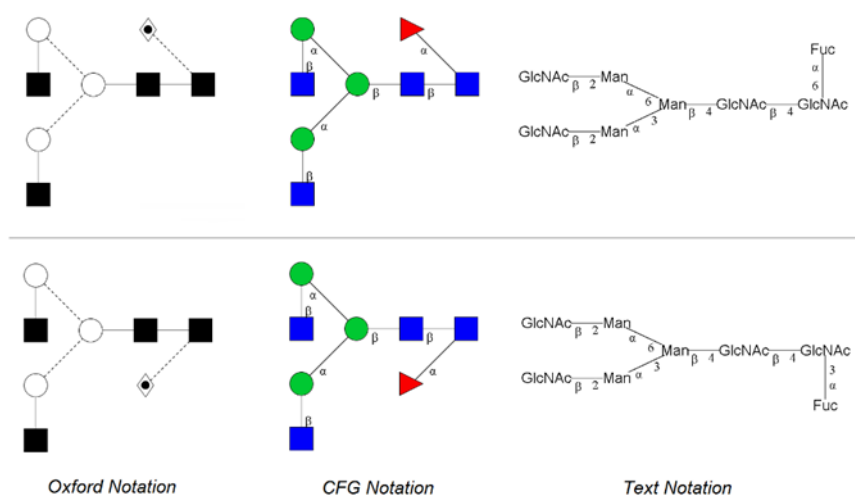 α
β
β
β
α
β
Fuc
α
6
GlcNAc β 2 Man
α 6
Man β 4 GlcNAc β 4 GlcNAc
3
GlcNAc β 2 Man α
α
β
β
β
α
α
β
GlcNAc β 2 Man
α 6
Man β 4 GlcNAc β 4 GlcNAc
3
GlcNAc β 2 Man α
3
α
Fuc
Oxford Notation
CFG Notation
Text Notation